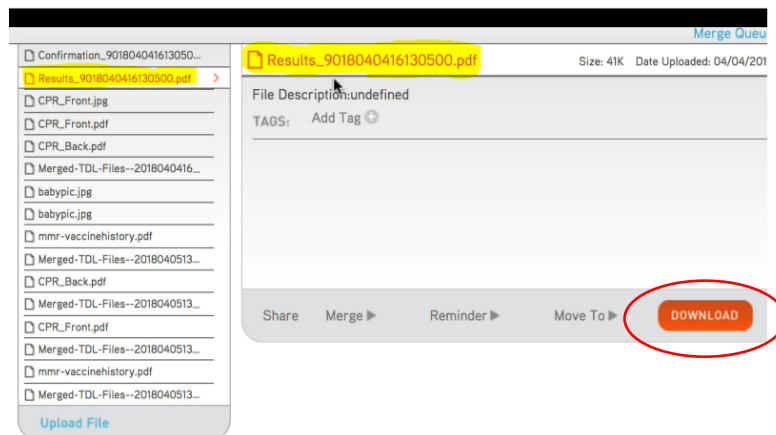 Merge Queu
Confirmation_901804041613050...
Results_9018040416130500.pdf >
CPR_Front.jpg
CPR_Front.pdf
CPR_Back.pdf
Merged-TDL-Files--2018040416...
babypic.jpg
babypic.jpg
mmr-vaccinehistory.pdf
Merged-TDL-Files--2018040513...
CPR_Back.pdf
Merged-TDL-Files--2018040513...
CPR_Front.pdf
Merged-TDL-Files--2018040513...
mmr-vaccinehistory.pdf
Merged-TDL-Files--2018040513...
Upload File
Results_9018040416130500.pdf Size: 41K Date Uploaded: 04/04/201
File Description:undefined
TAGS: Add Tag
Share Merge Reminder Move To DOWNLOAD